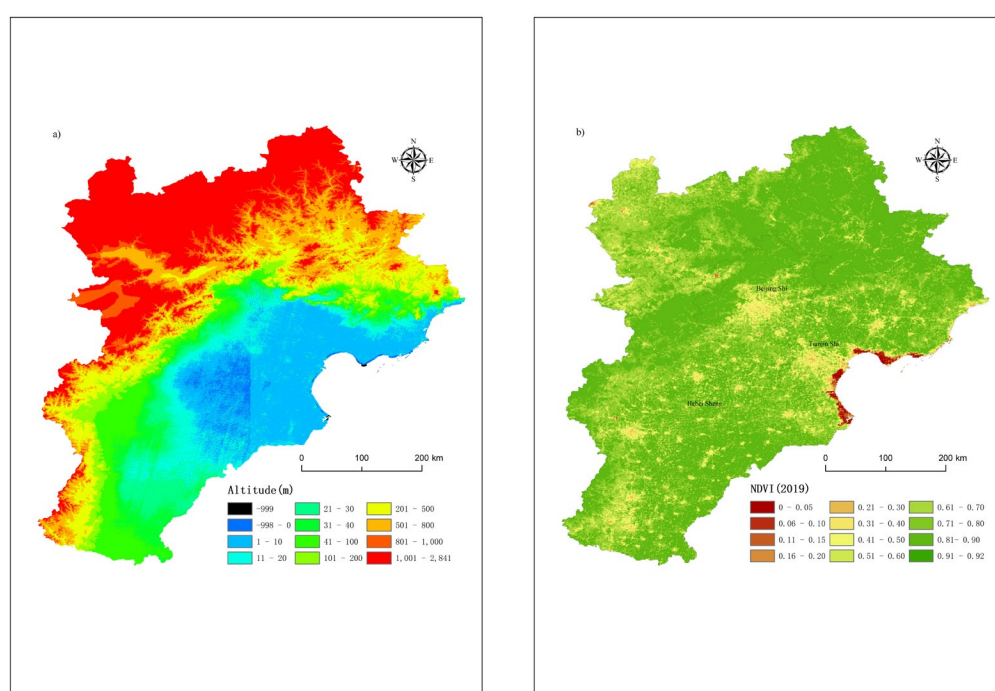 a)
N
W E
S
0 100 200 km
Altitude(m)
-999
-998 - 0
1 - 10
11 - 20
21 - 30
31 - 40
41 - 100
101 - 200
201 - 500
501 - 800
801 - 1,000
1,001 - 2,841
b)
N
W E
S
Beijing Shi
Tianjin Shi
Hebei Sheng
0 100 200 km
NDVI(2019)
0 - 0.05
0.06 - 0.10
0.11 - 0.15
0.16 - 0.20
0.21 - 0.30
0.31 - 0.40
0.41 - 0.50
0.51 - 0.60
0.61 - 0.70
0.71 - 0.80
0.81 - 0.90
0.91 - 0.92